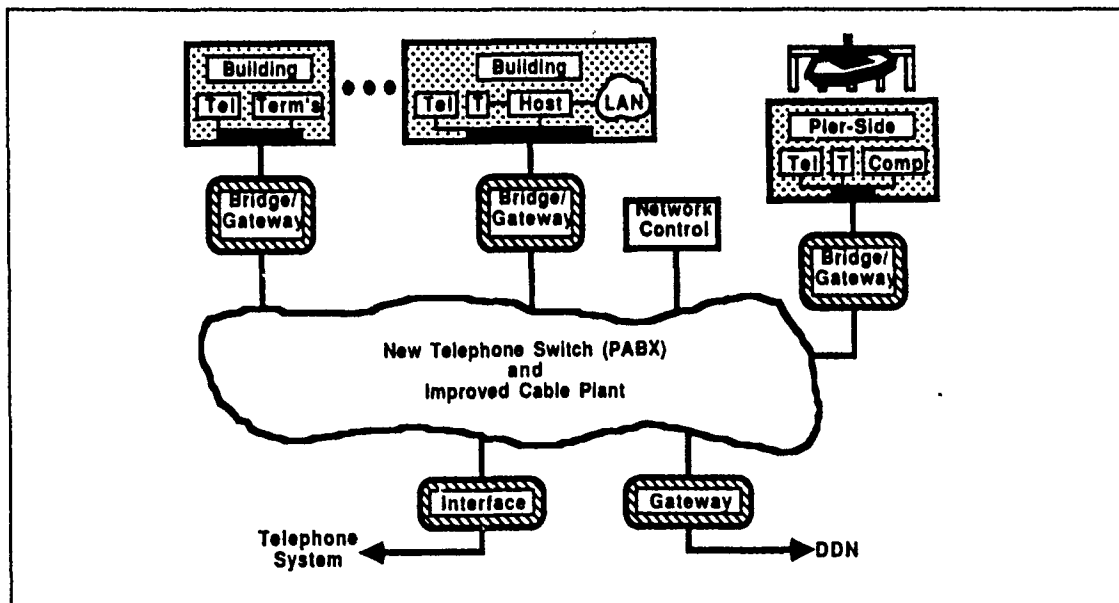 Building
Tel Term's
Building
Tel T Host LAN
Pier-Side
Tel T Comp
Bridge/
Gateway
Bridge/
Gateway
Network
Control
Bridge/
Gateway
New Telephone Switch (PABX)
and
Improved Cable Plant
Interface
Gateway
Telephone
System
DDN